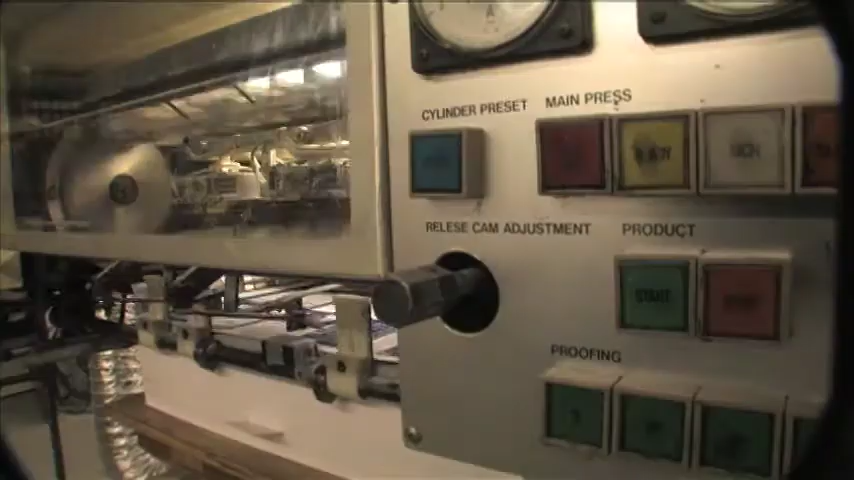 A
CYLINDER PRESET
MAIN PRESS
RELESE CAM ADJUSTMENT
PRODUCT
START
PROOFING